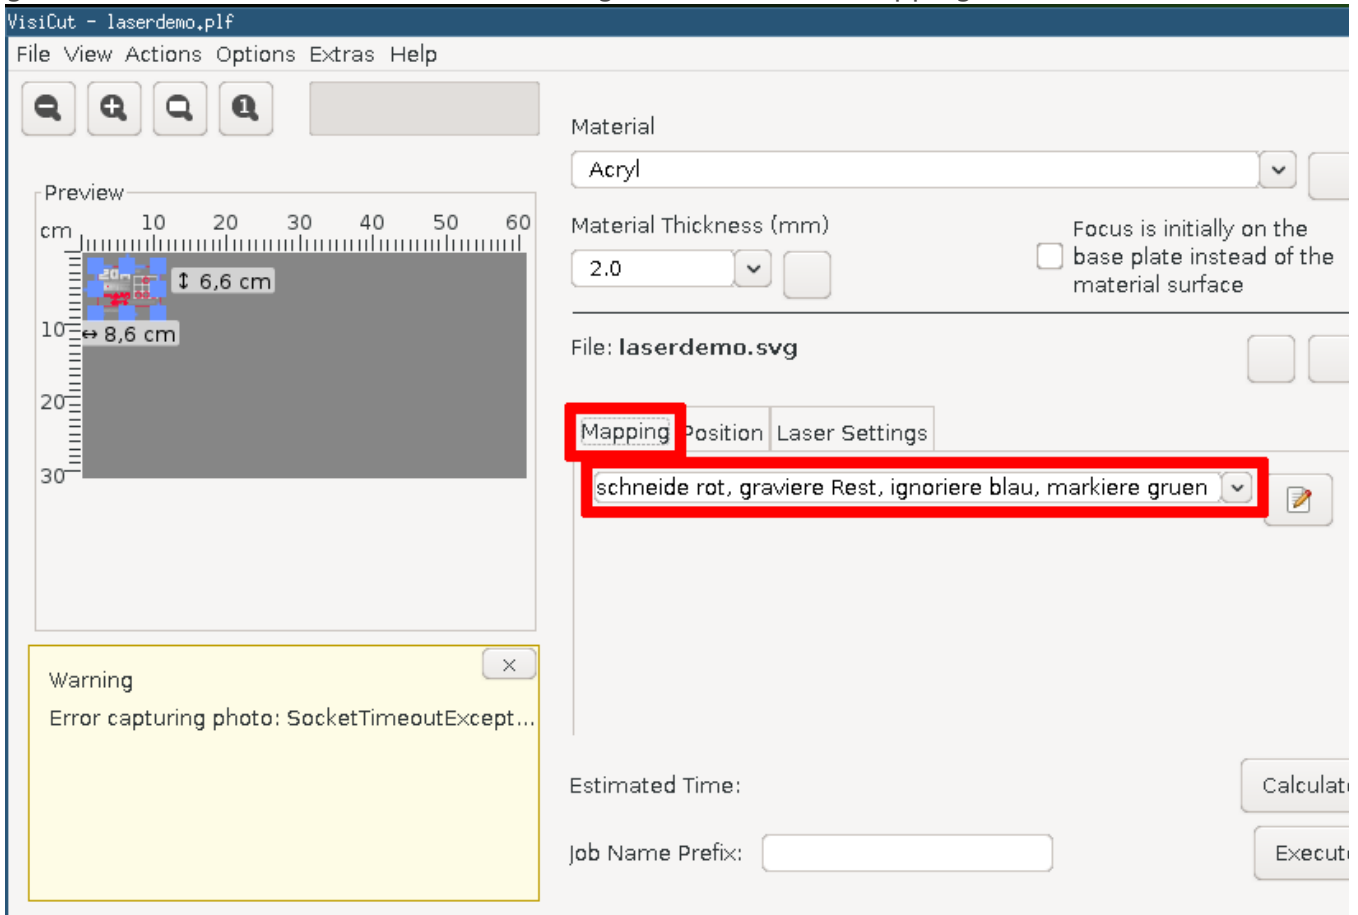 VisiCut - laserdemo.plf
File View Actions Options Extras Help
Material
Acryl
Preview
cm 10 20 30 40 50 60
Material Thickness (mm)
2.0
Focus is initially on the
base plate instead of the
material surface
6,6 cm
10
8,6 cm
20
30
File: laserdemo.svg
Mapping Position Laser Settings
schneide rot, graviere Rest, ignoriere blau, markiere gruen
Warning
Error capturing photo: SocketTimeoutExcept...
Estimated Time:
Calculate
Job Name Prefix:
Execute